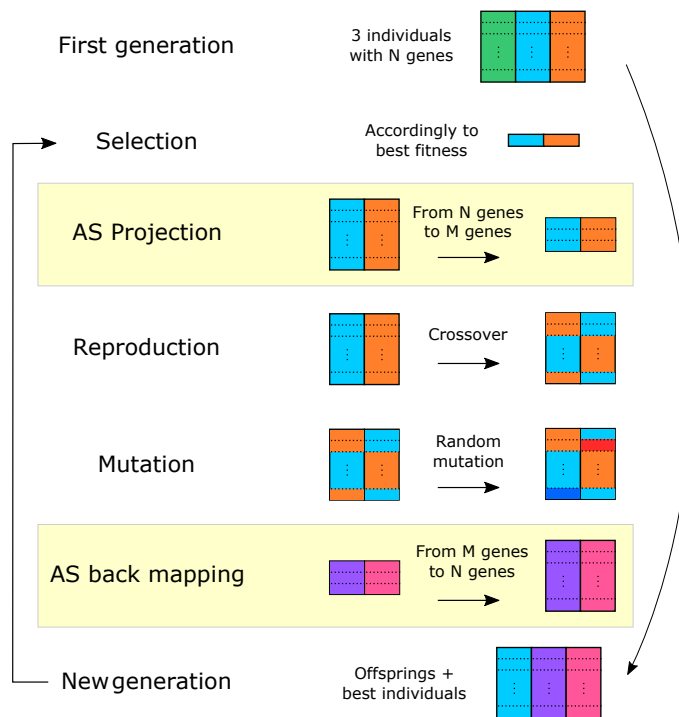 First generation
3 individuals
with N genes
Selection
Accordingly to
best fitness
AS Projection
From N genes
to M genes
Reproduction
Crossover
Mutation
Random
mutation
AS back mapping
From M genes
to N genes
New generation
Offsprings +
best individuals